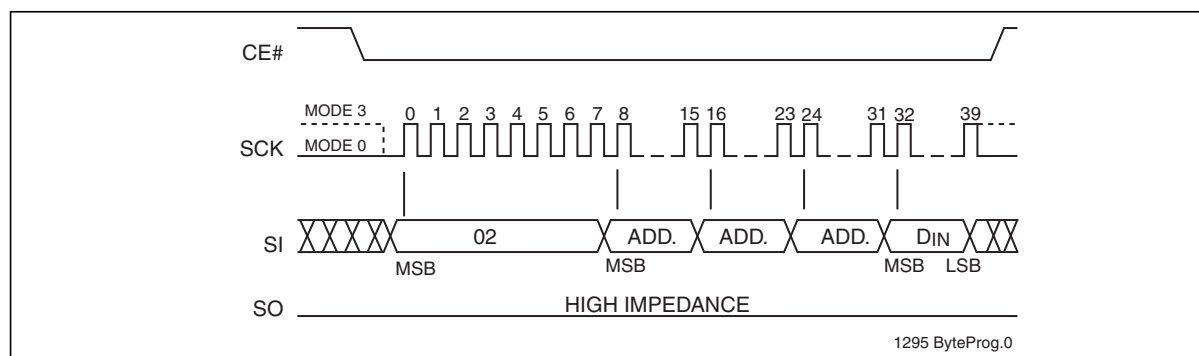 CE#
MODE 3
0 1 2 3 4 5 6 7 8 15 16 23 24 31 32 39
SCK MODE 0
SI 02 ADD. ADD. ADD. DIN
MSB MSB MSB LSB
SO HIGH IMPEDANCE
1295 ByteProg.0